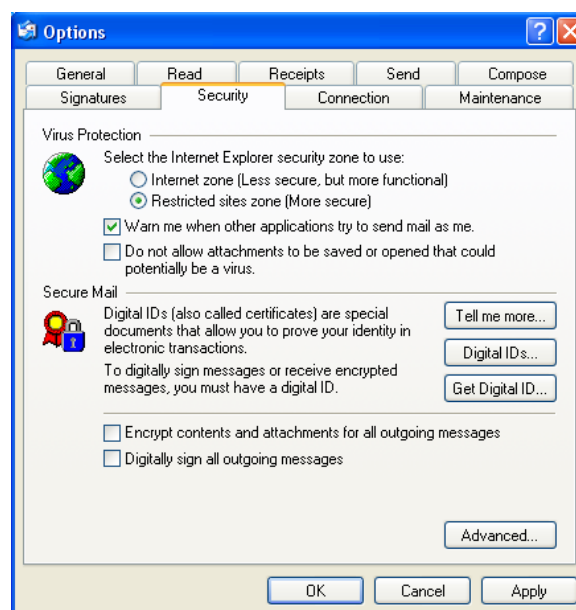 Options
General Read Receipts Send Compose
Signatures Security Connection Maintenance
Virus Protection
Select the Internet Explorer security zone to use:
Internet zone (Less secure, but more functional)
Restricted sites zone (More secure)
Warn me when other applications try to send mail as me.
Do not allow attachments to be saved or opened that could
potentially be a virus.
Secure Mail
Digital IDs (also called certificates) are special
documents that allow you to prove your identity in
electronic transactions.
To digitally sign messages or receive encrypted
messages, you must have a digital ID.
Tell me more...
Digital IDs...
Get Digital ID...
Encrypt contents and attachments for all outgoing messages
Digitally sign all outgoing messages
Advanced...
OK Cancel Apply